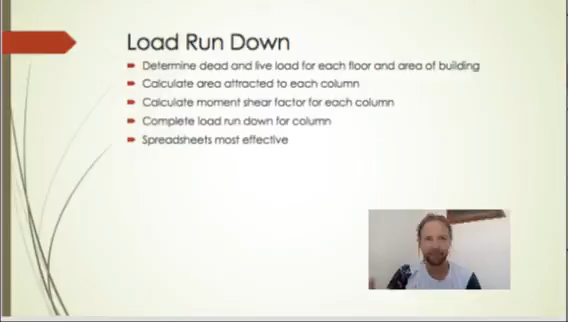 Load Run Down
Determine dead and live load for each floor and area of building
Calculate area attracted to each column
Calculate moment shear factor for each column
Complete load run down for column
Spreadsheets most effective